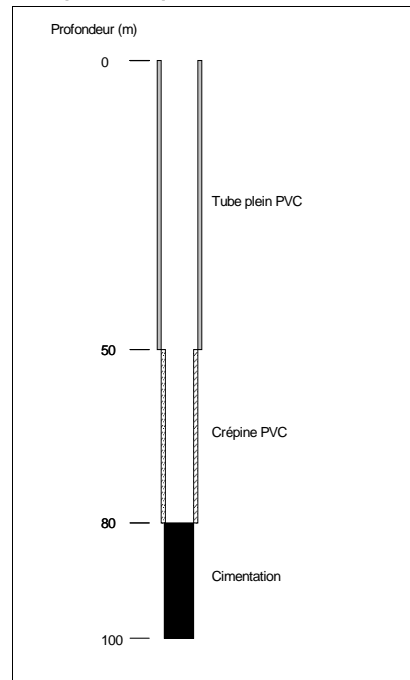 Profondeur (m)
0
Tube plein PVC
50
Crépine PVC
80
Cimentation
100